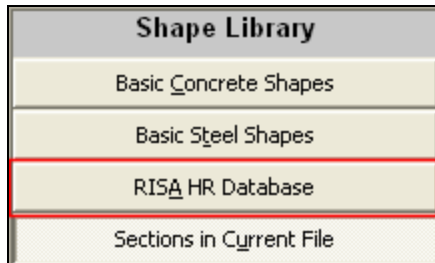 Shape Library
Basic Concrete Shapes
Basic Steel Shapes
RISA HR Database
Sections in Current File